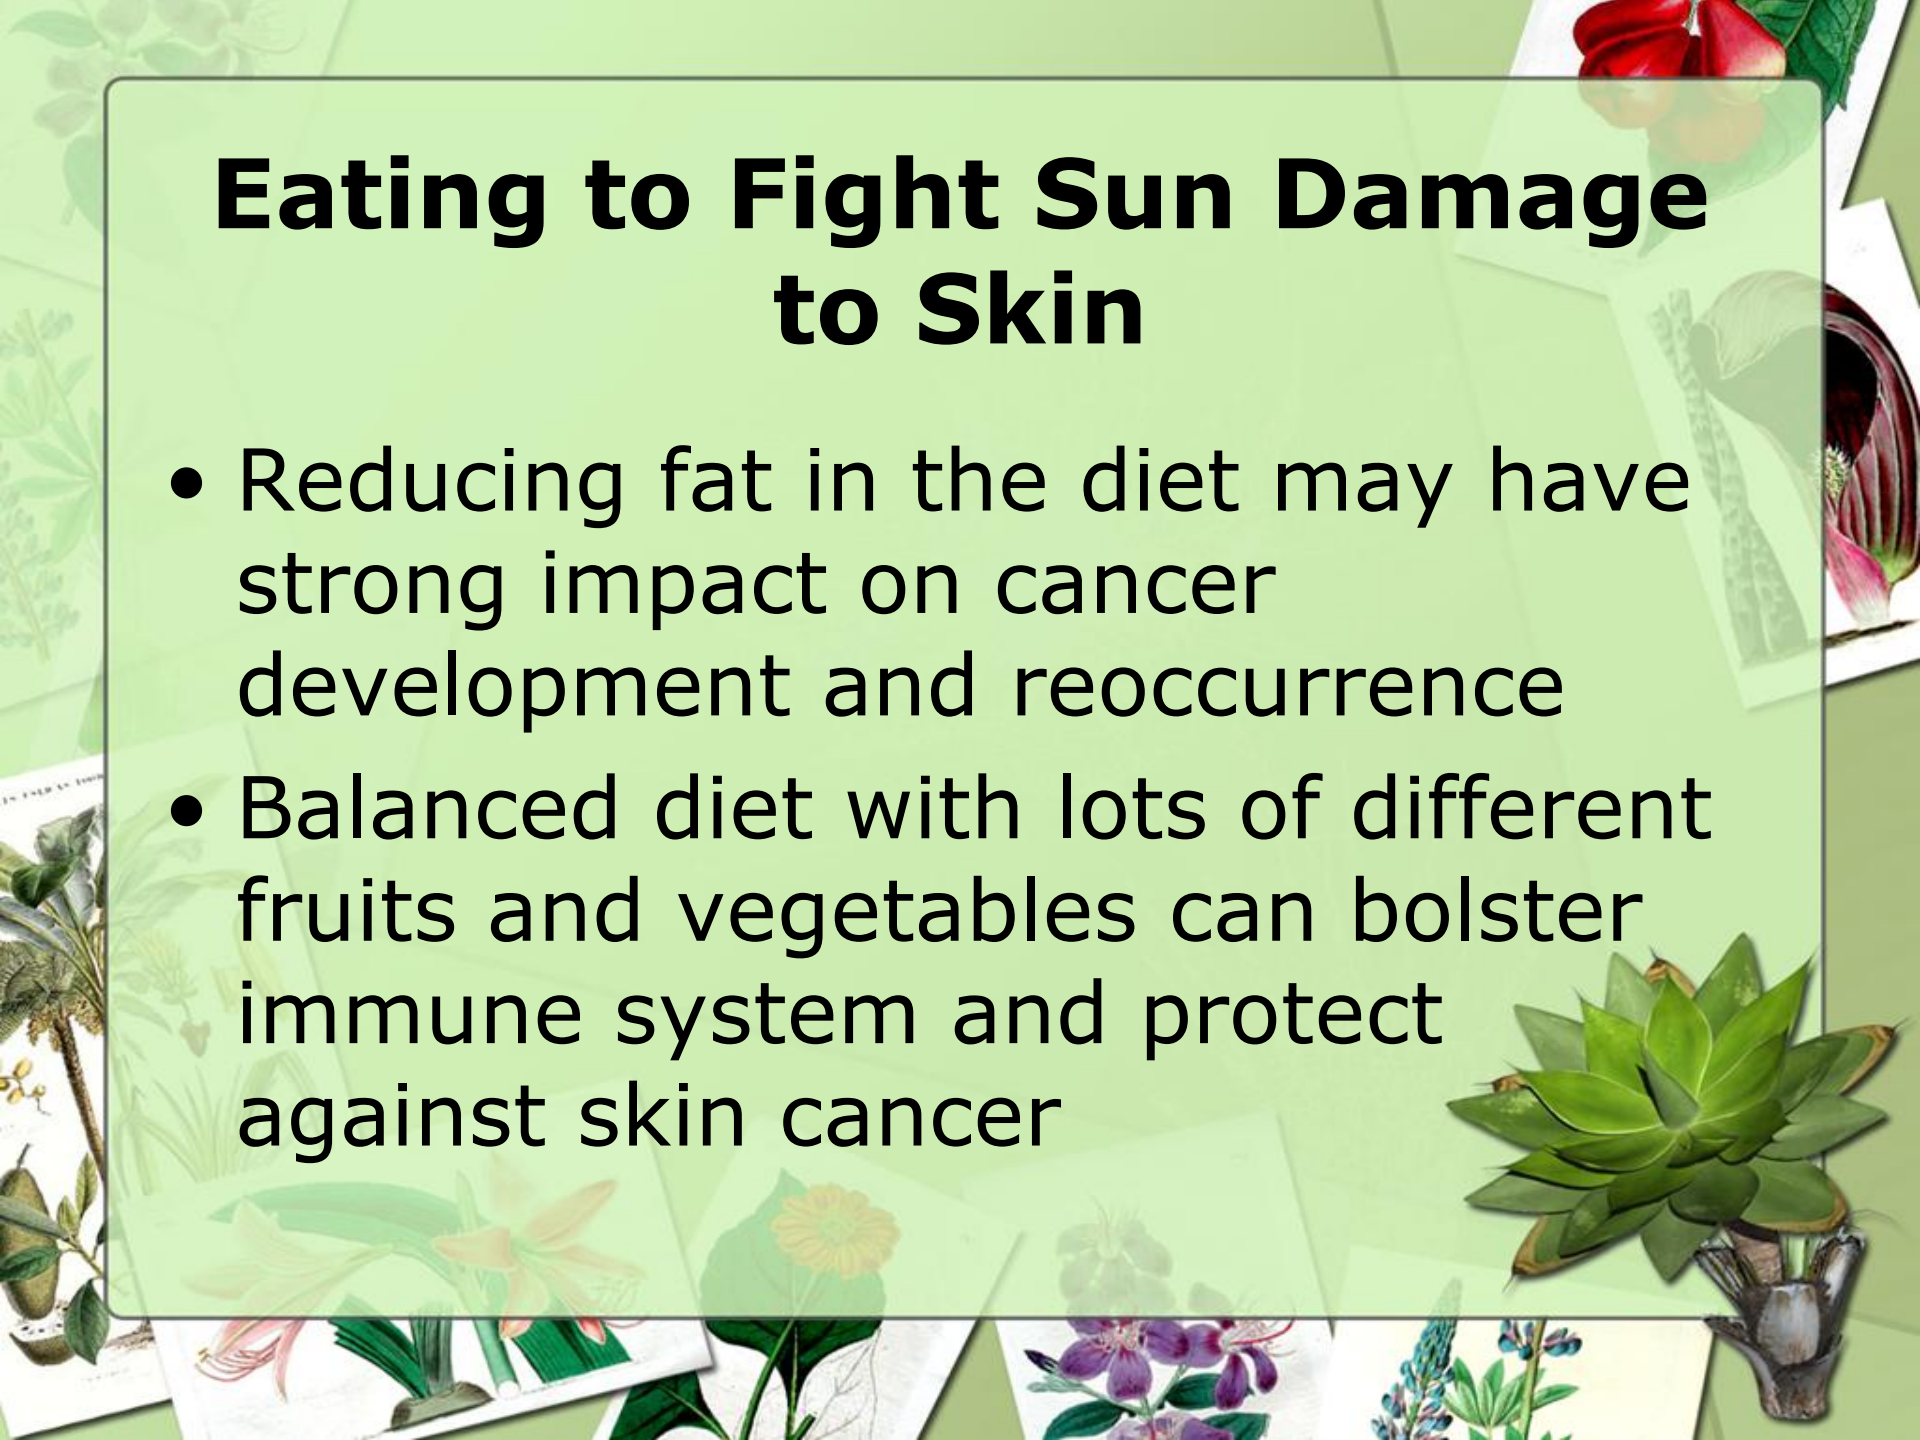 Eating to Fight Sun Damage
to Skin
• Reducing fat in the diet may have
strong impact on cancer
development and reoccurrence
• Balanced diet with lots of different
fruits and vegetables can bolster
immune system and protect
against skin cancer